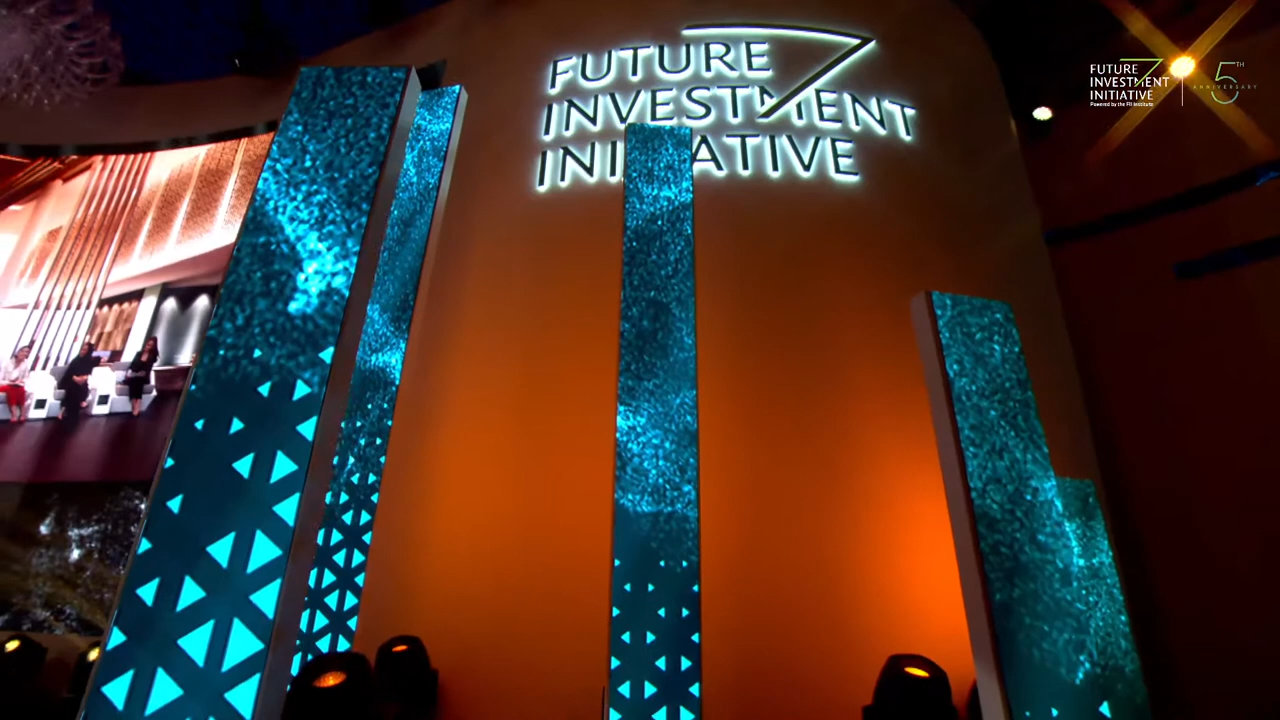 FUTURE
INVESTMENT
INITIATIVE
FUTURE
INVESTMENT
INITIATIVE
Powered by the FII Institute
5TH
ANNIVERSARY